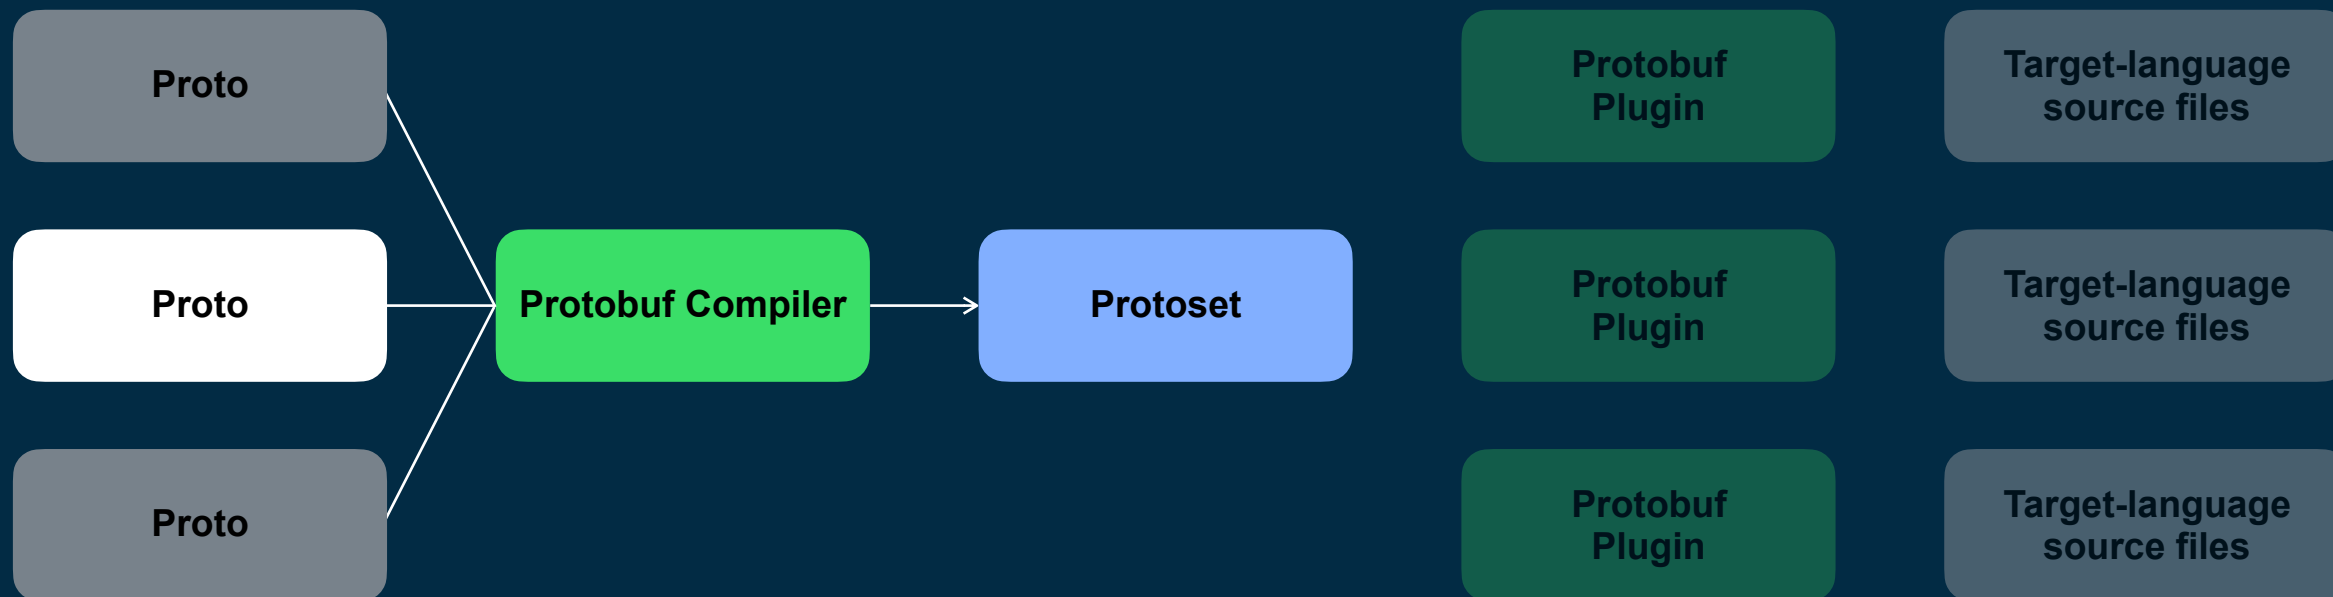 Proto
Protobuf
Plugin
Target-language
source files
Proto
Protobuf Compiler
Protoset
Protobuf
Plugin
Target-language
source files
Proto
Protobuf
Plugin
Target-language
source files